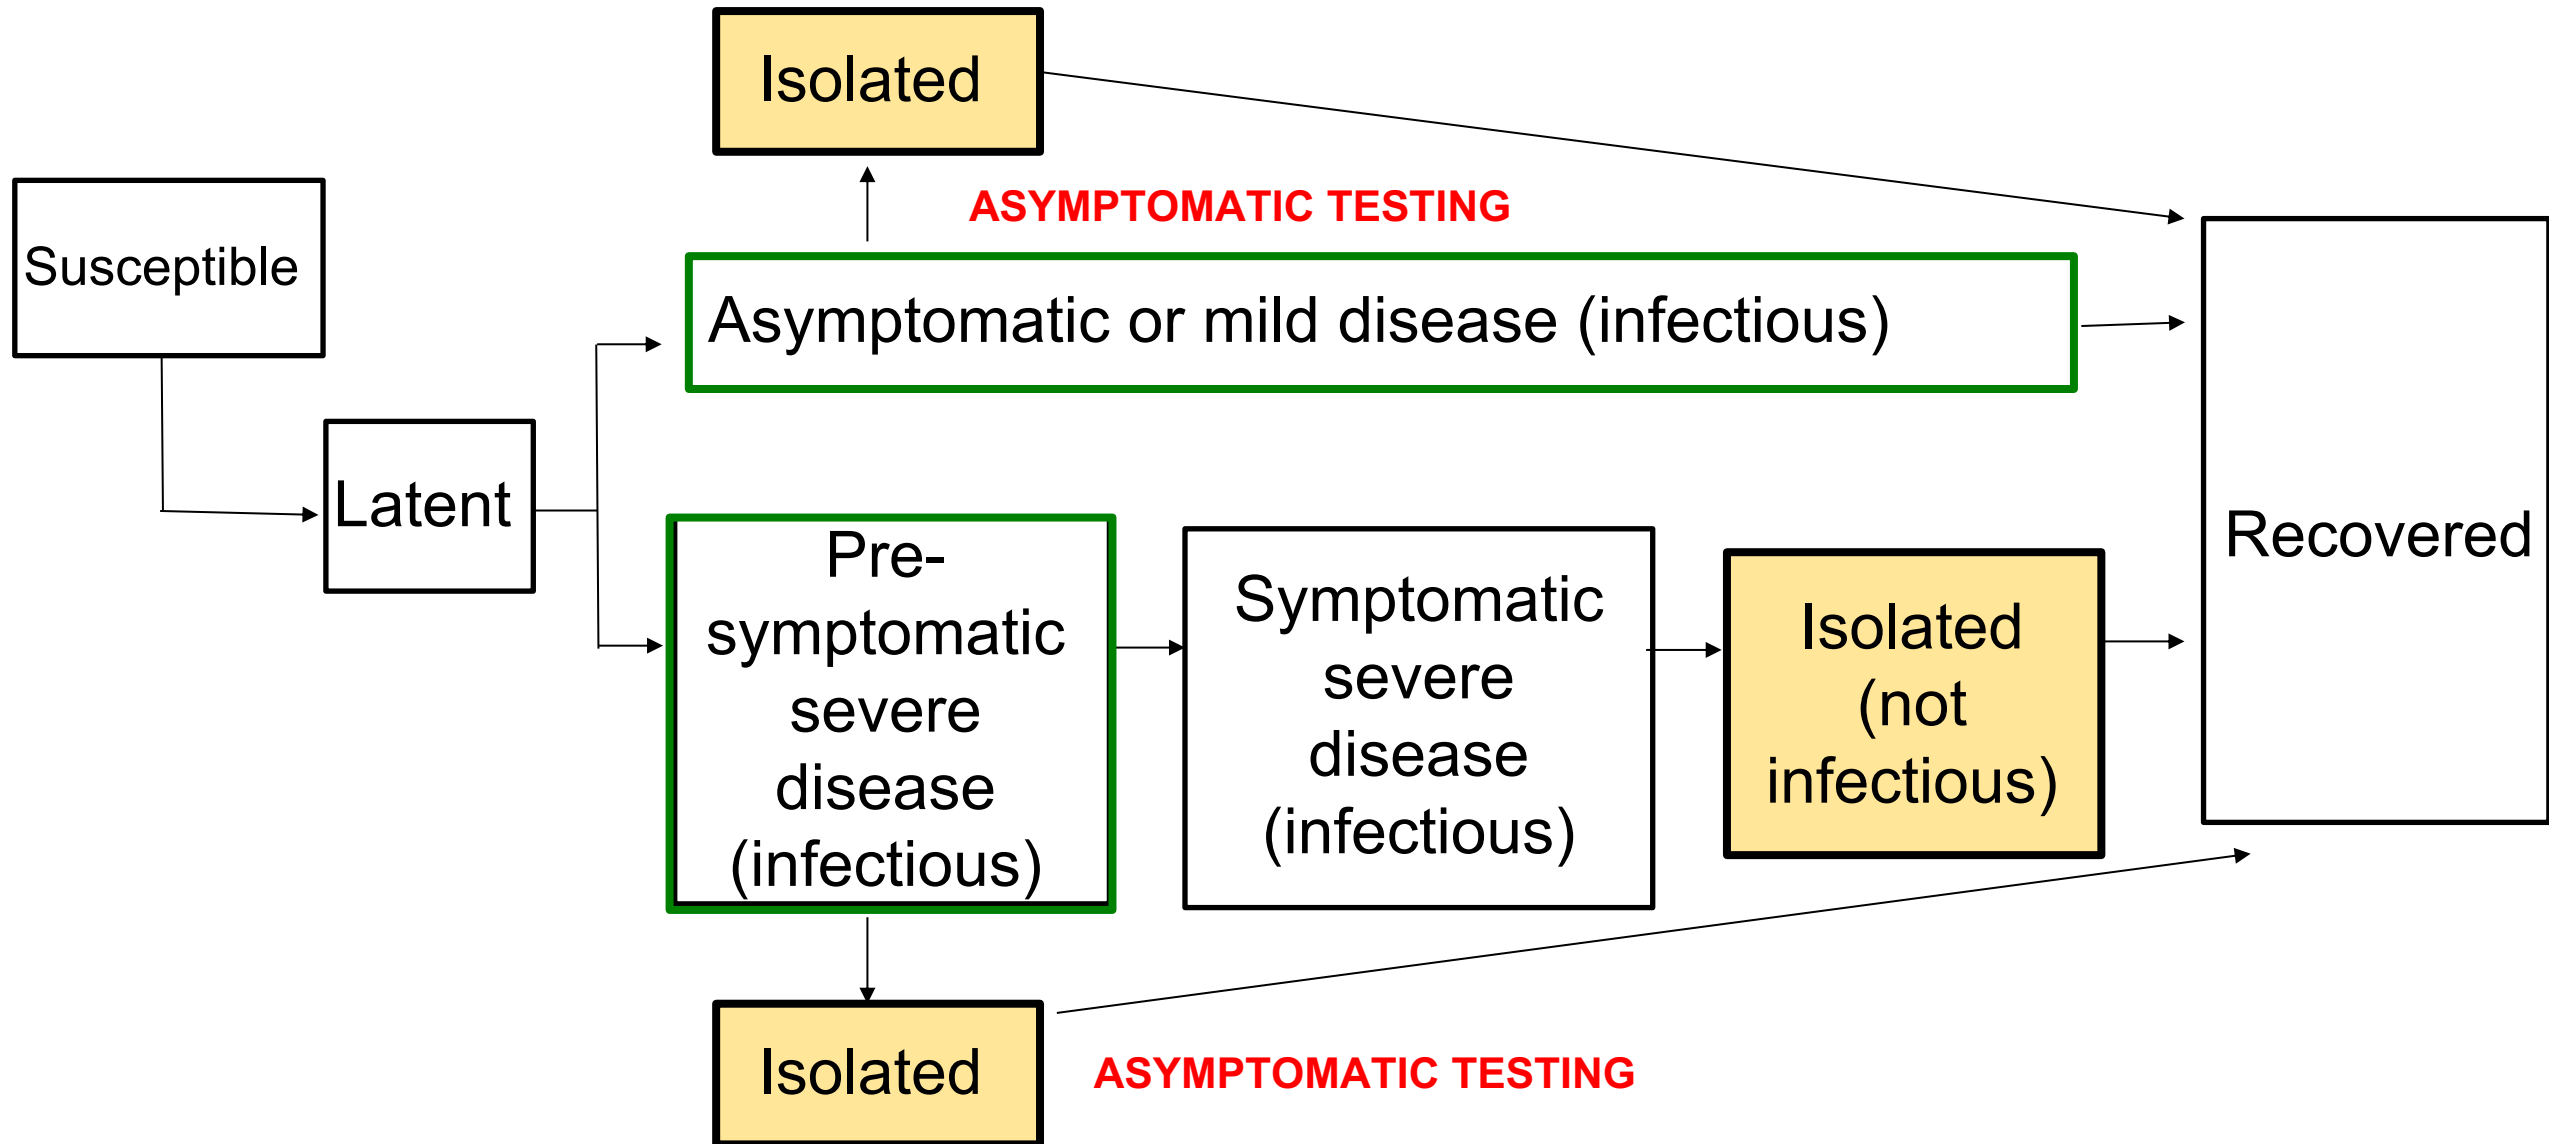 Isolated
ASYMPTOMATIC TESTING
Susceptible
Asymptomatic or mild disease (infectious)
Latent
Pre-
symptomatic
severe
disease
(infectious)
Symptomatic
severe
disease
(infectious)
Isolated
(not
infectious)
Recovered
Isolated
ASYMPTOMATIC TESTING